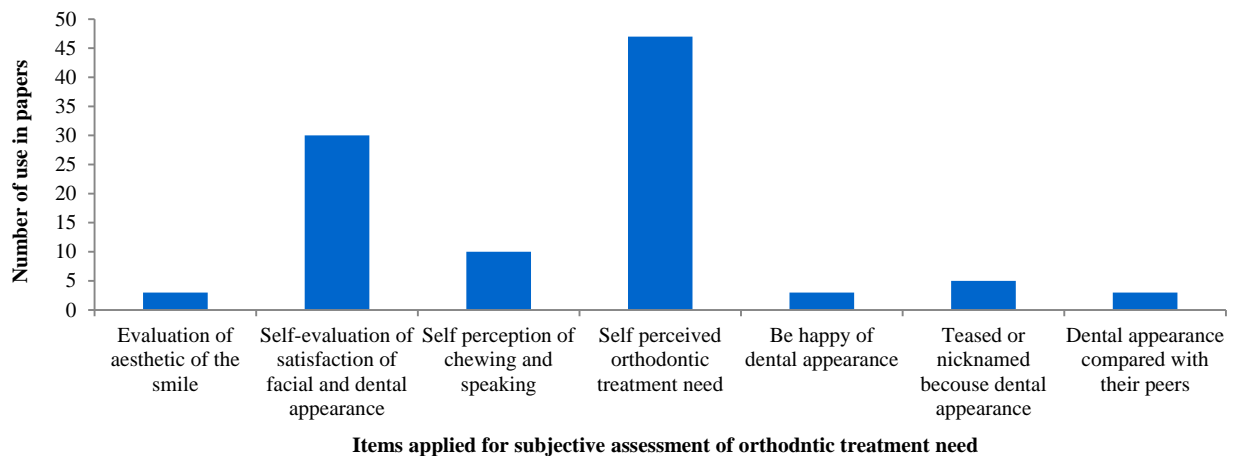 50
45
40
35
30
25
20
15
10
5
0
Number of use in papers
Evaluation of
aesthetic of the
smile
Self-evaluation of
satisfaction of
facial and dental
appearance
Self perception of
chewing and
speaking
Self perceived
orthodontic
treatment need
Be happy of
dental appearance
Teased or
nicknamed
becouse dental
appearance
Dental appearance
compared with
their peers
Items applied for subjective assessment of orthodntic treatment need